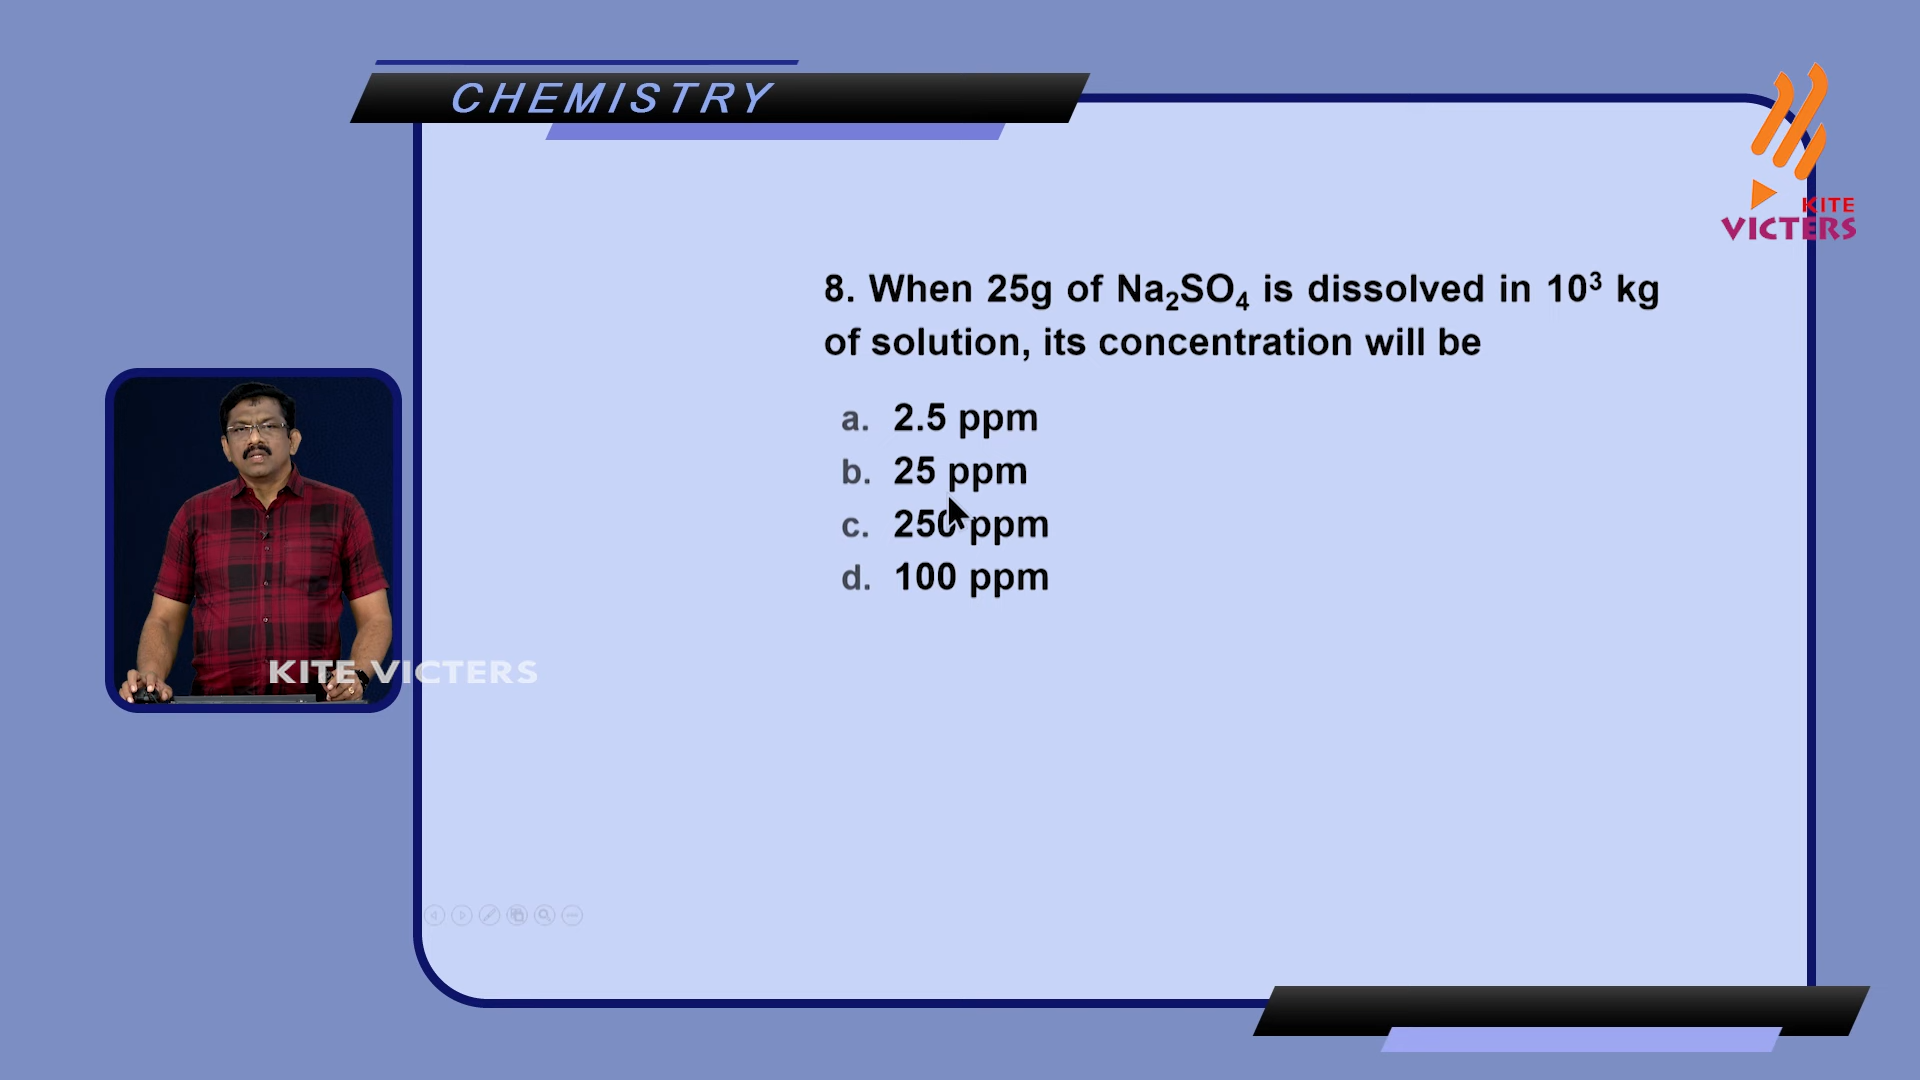 CHEMISTRY
KITE
VICTERS
8. When 25g of Na₂SO₄ is dissolved in 10³ kg
of solution, its concentration will be
a. 2.5 ppm
b. 25 ppm
c. 250 ppm
d. 100 ppm
KITE VICTERS